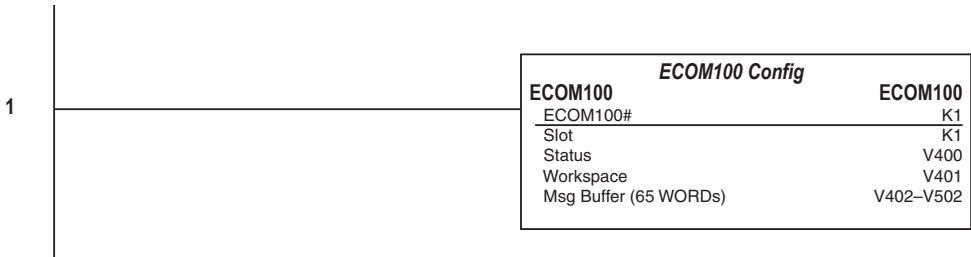 ECOM100 Config
ECOM100 ECOM100
1
ECOM100# K1
Slot K1
Status V400
Workspace V401
Msg Buffer (65 WORDs) V402–V502